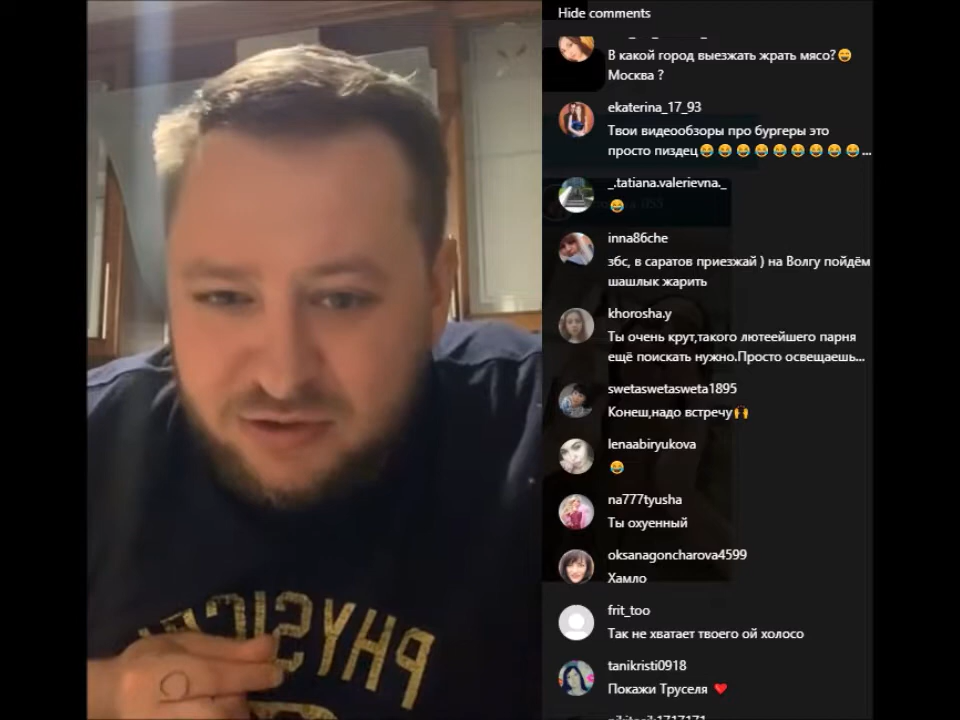 Hide comments
В какой город выезжать жрать мясо?😄
Москва ?
ekaterina_17_93
Твои видеообзоры про бургеры это
просто пиздец😂😂😂😂😂😂😂😂😂...
_.tatiana.valerievna._
😂
inna86che
збс, в саратов приезжай ) на Волгу пойдём
шашлык жарить
khorosha.y
Ты очень крут,такого лютеейшего парня
ещё поискать нужно.Просто освещаешь...
swetaswetasweta1895
Конеш,надо встречу🙌
lenaabiryukova
😂
na777tyusha
Ты охуенный
oksanagoncharova4599
Хамло
frit_too
Так не хватает твоего ой холосо
tanikristi0918
Покажи Труселя ❤️
PHYSICA